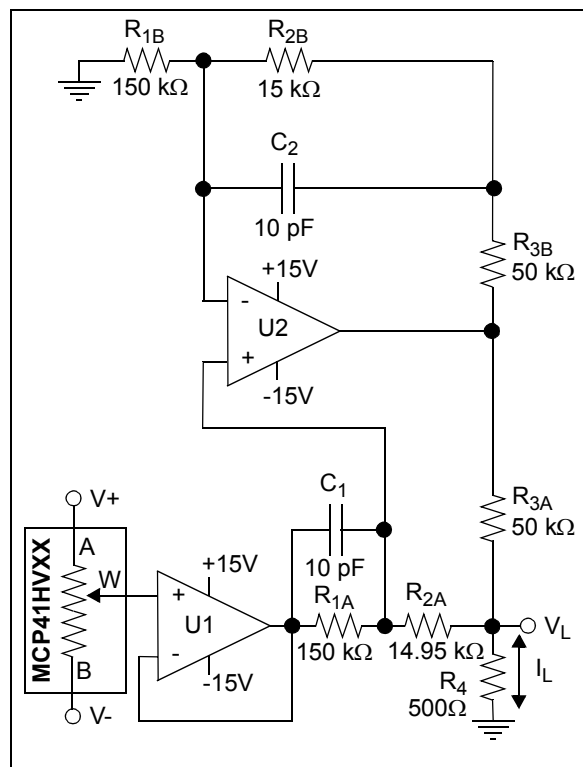 R1B
R2B
150 kΩ
15 kΩ
C2
10 pF
R3B
50 kΩ
+15V
-
U2
+
-15V
V+
C1
R3A
50 kΩ
MCP41HVXX
A
W
B
+15V
10 pF
+
U1
-
-15V
R1A
150 kΩ
R2A
14.95 kΩ
VL
R4
500Ω
IL
V-